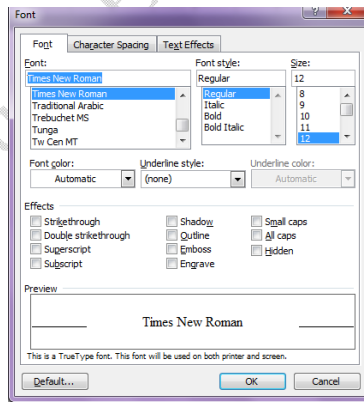 Font
Font Character Spacing Text Effects
Font: Font style: Size:
Times New Roman Regular 12
Times New Roman Regular 8
Traditional Arabic Italic 9
Trebuchet MS Bold 10
Tunga Bold Italic 11
Tw Cen MT 12
Font color: Underline style: Underline color:
Automatic (none) Automatic
Effects
Strikethrough Shadow Small caps
Double strikethrough Outline All caps
Superscript Emboss Hidden
Subscript Engrave
Preview
Times New Roman
This is a TrueType font. This font will be used on both printer and screen.
Default... OK Cancel